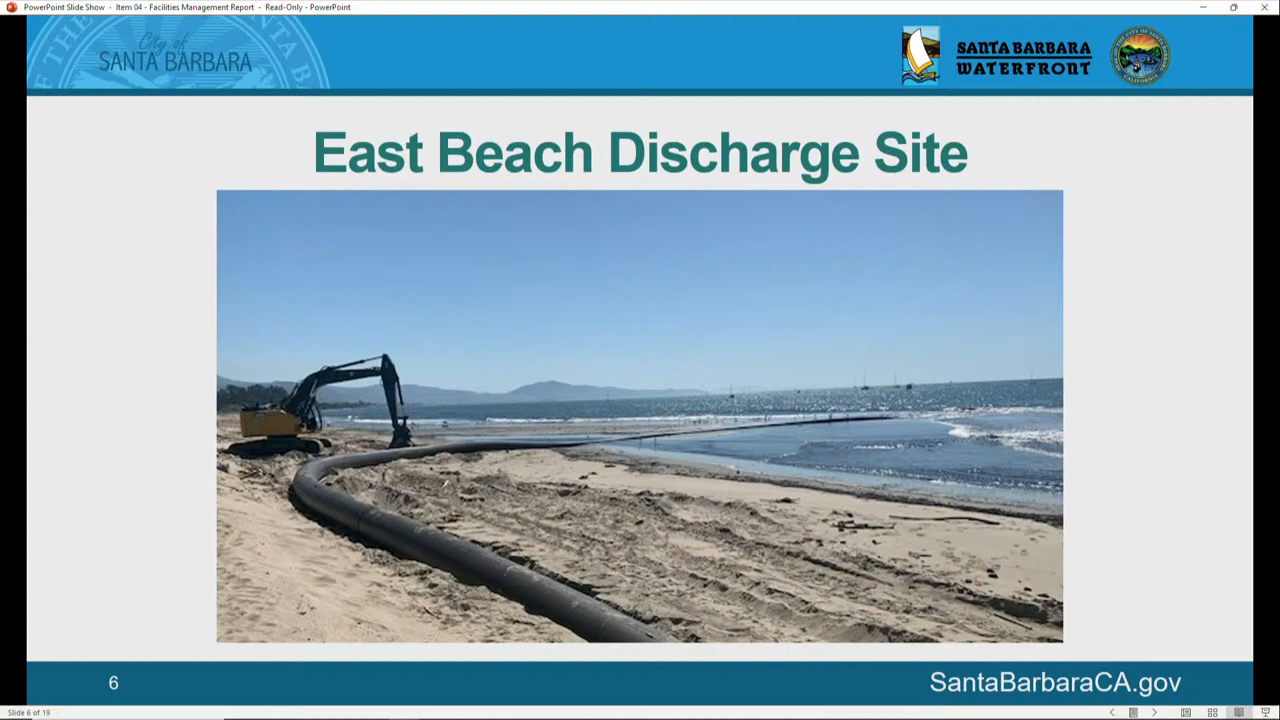 PowerPoint Slide Show - Item 04 - Facilities Management Report - Read-Only - PowerPoint
City of
SANTA BARBARA
SANTA BARBARA
WATERFRONT
East Beach Discharge Site
6
SantaBarbaraCA.gov
Slide 6 of 19